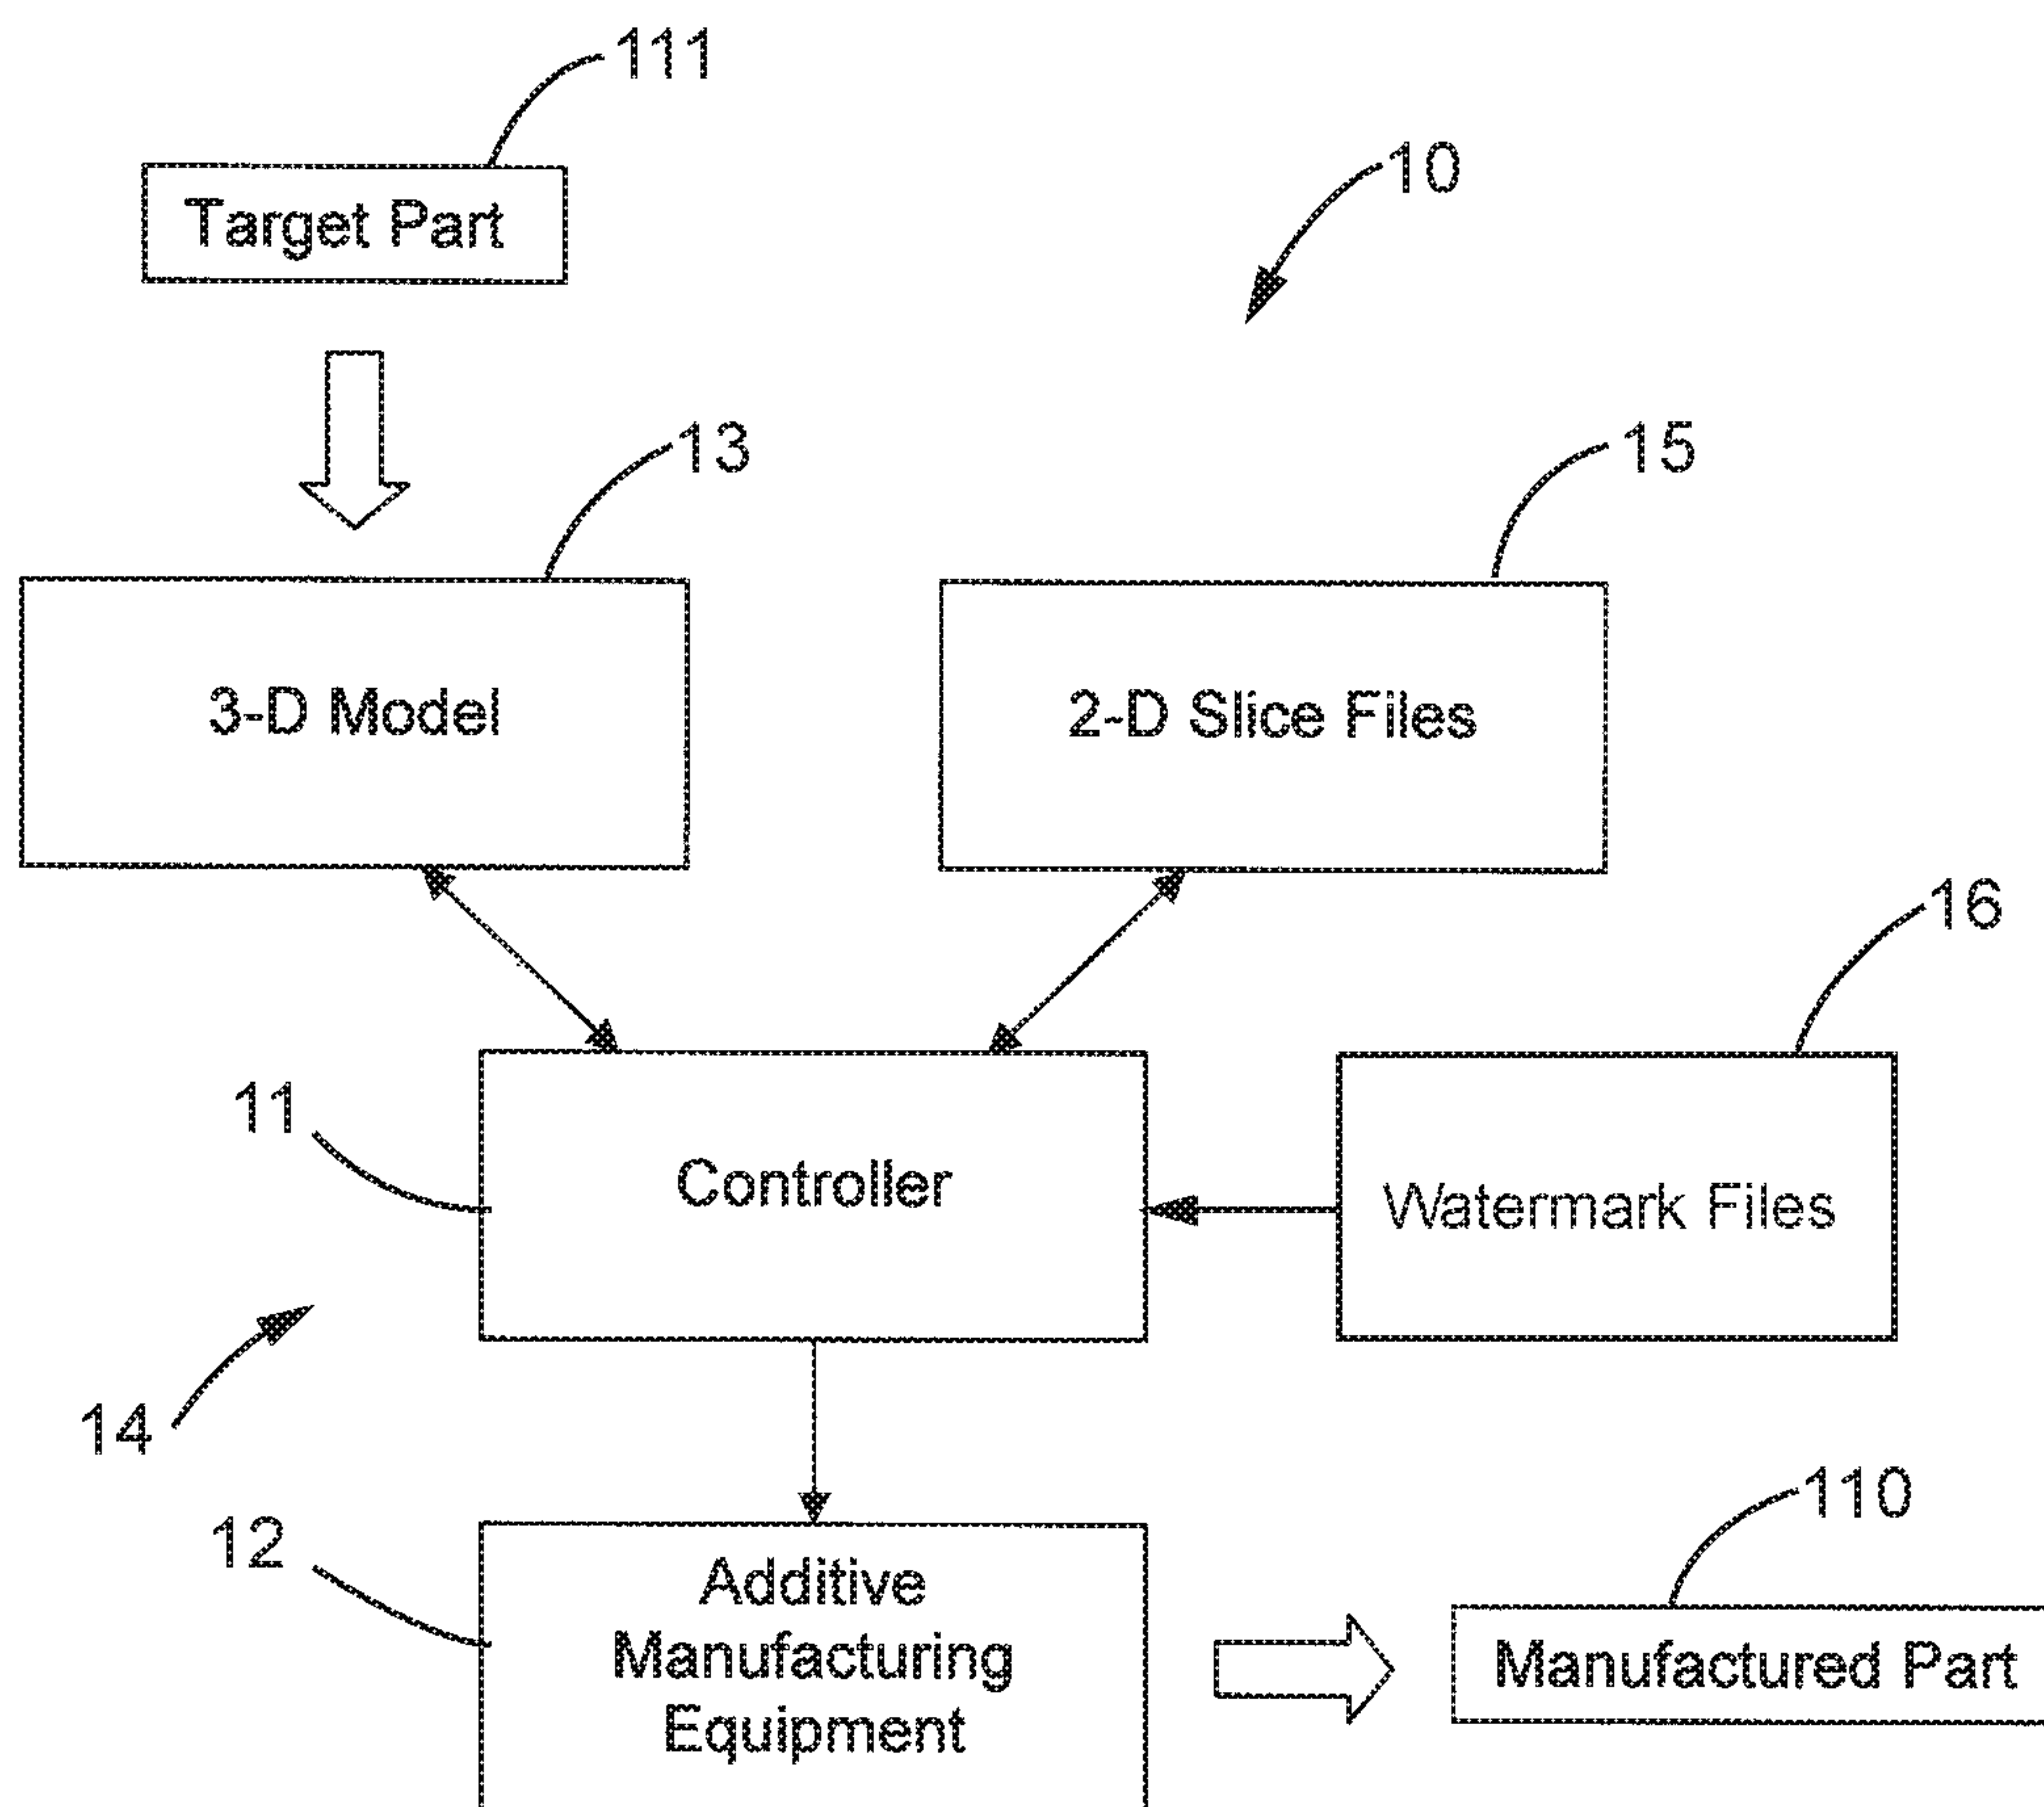 111
10
Target Part
13
15
3-D Model
2-D Slice Files
16
11
Controller
Watermark Files
14
12
110
Additive
Manufacturing
Equipment
Manufactured Part